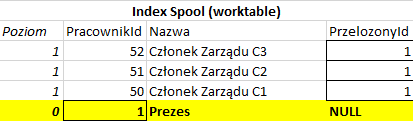 Index Spool (worktable)
Poziom PracownikId Nazwa PrzelozonyId
1 52 Członek Zarządu C3 1
1 51 Członek Zarządu C2 1
1 50 Członek Zarządu C1 1
0 1 Prezes NULL